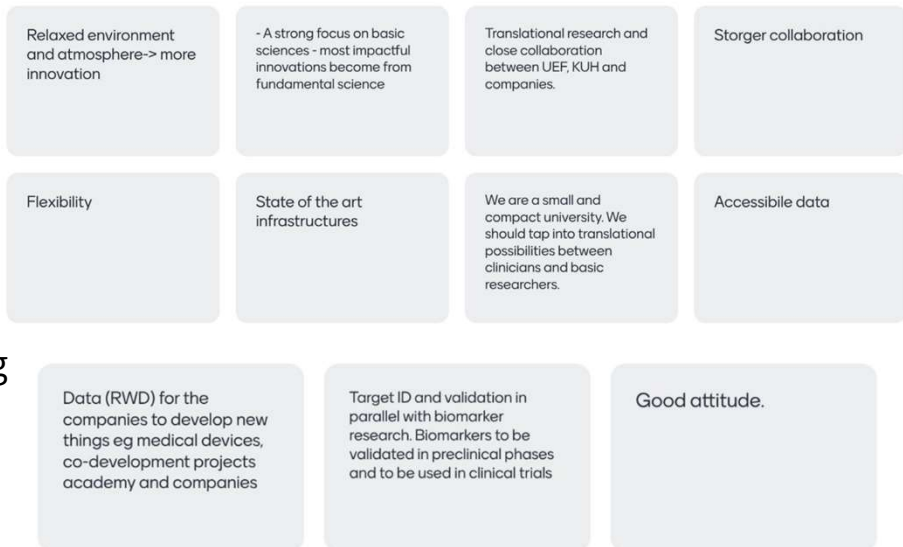 Relaxed environment
and atmosphere-> more
innovation
- A strong focus on basic
sciences - most impactful
innovations become from
fundamental science
Translational research and
close collaboration
between UEF, KUH and
companies.
Storger collaboration
Flexibility
State of the art
infrastructures
We are a small and
compact university. We
should tap into translational
possibilities between
clinicians and basic
researchers.
Accessibile data
g
Data (RWD) for the
companies to develop new
things eg medical devices,
co-development projects
academy and companies
Target ID and validation in
parallel with biomarker
research. Biomarkers to be
validated in preclinical phases
and to be used in clinical trials
Good attitude.